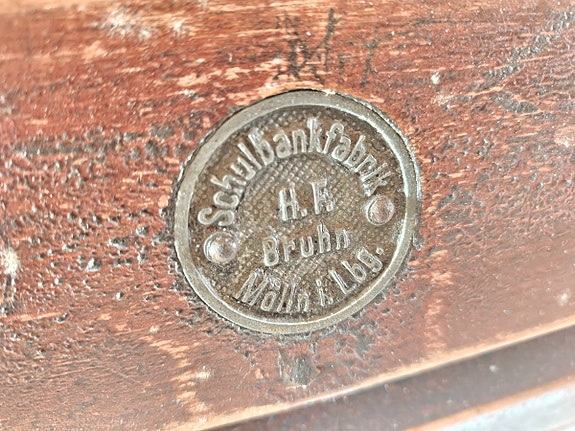 Schulbankfabrik
H. F.
Bruhn
Mölln i. Lbg.